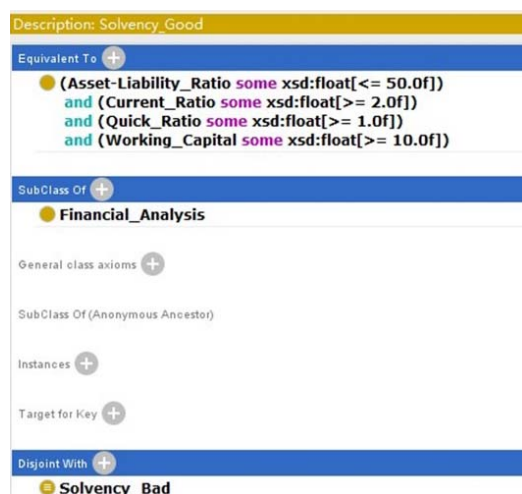 Description: Solvency_Good
Equivalent To
(Asset-Liability_Ratio some xsd:float[<= 50.0f])
and (Current_Ratio some xsd:float[>= 2.0f])
and (Quick_Ratio some xsd:float[>= 1.0f])
and (Working_Capital some xsd:float[>= 10.0f])
SubClass Of
Financial_Analysis
General class axioms
SubClass Of (Anonymous Ancestor)
Instances
Target for Key
Disjoint With
Solvency_Bad